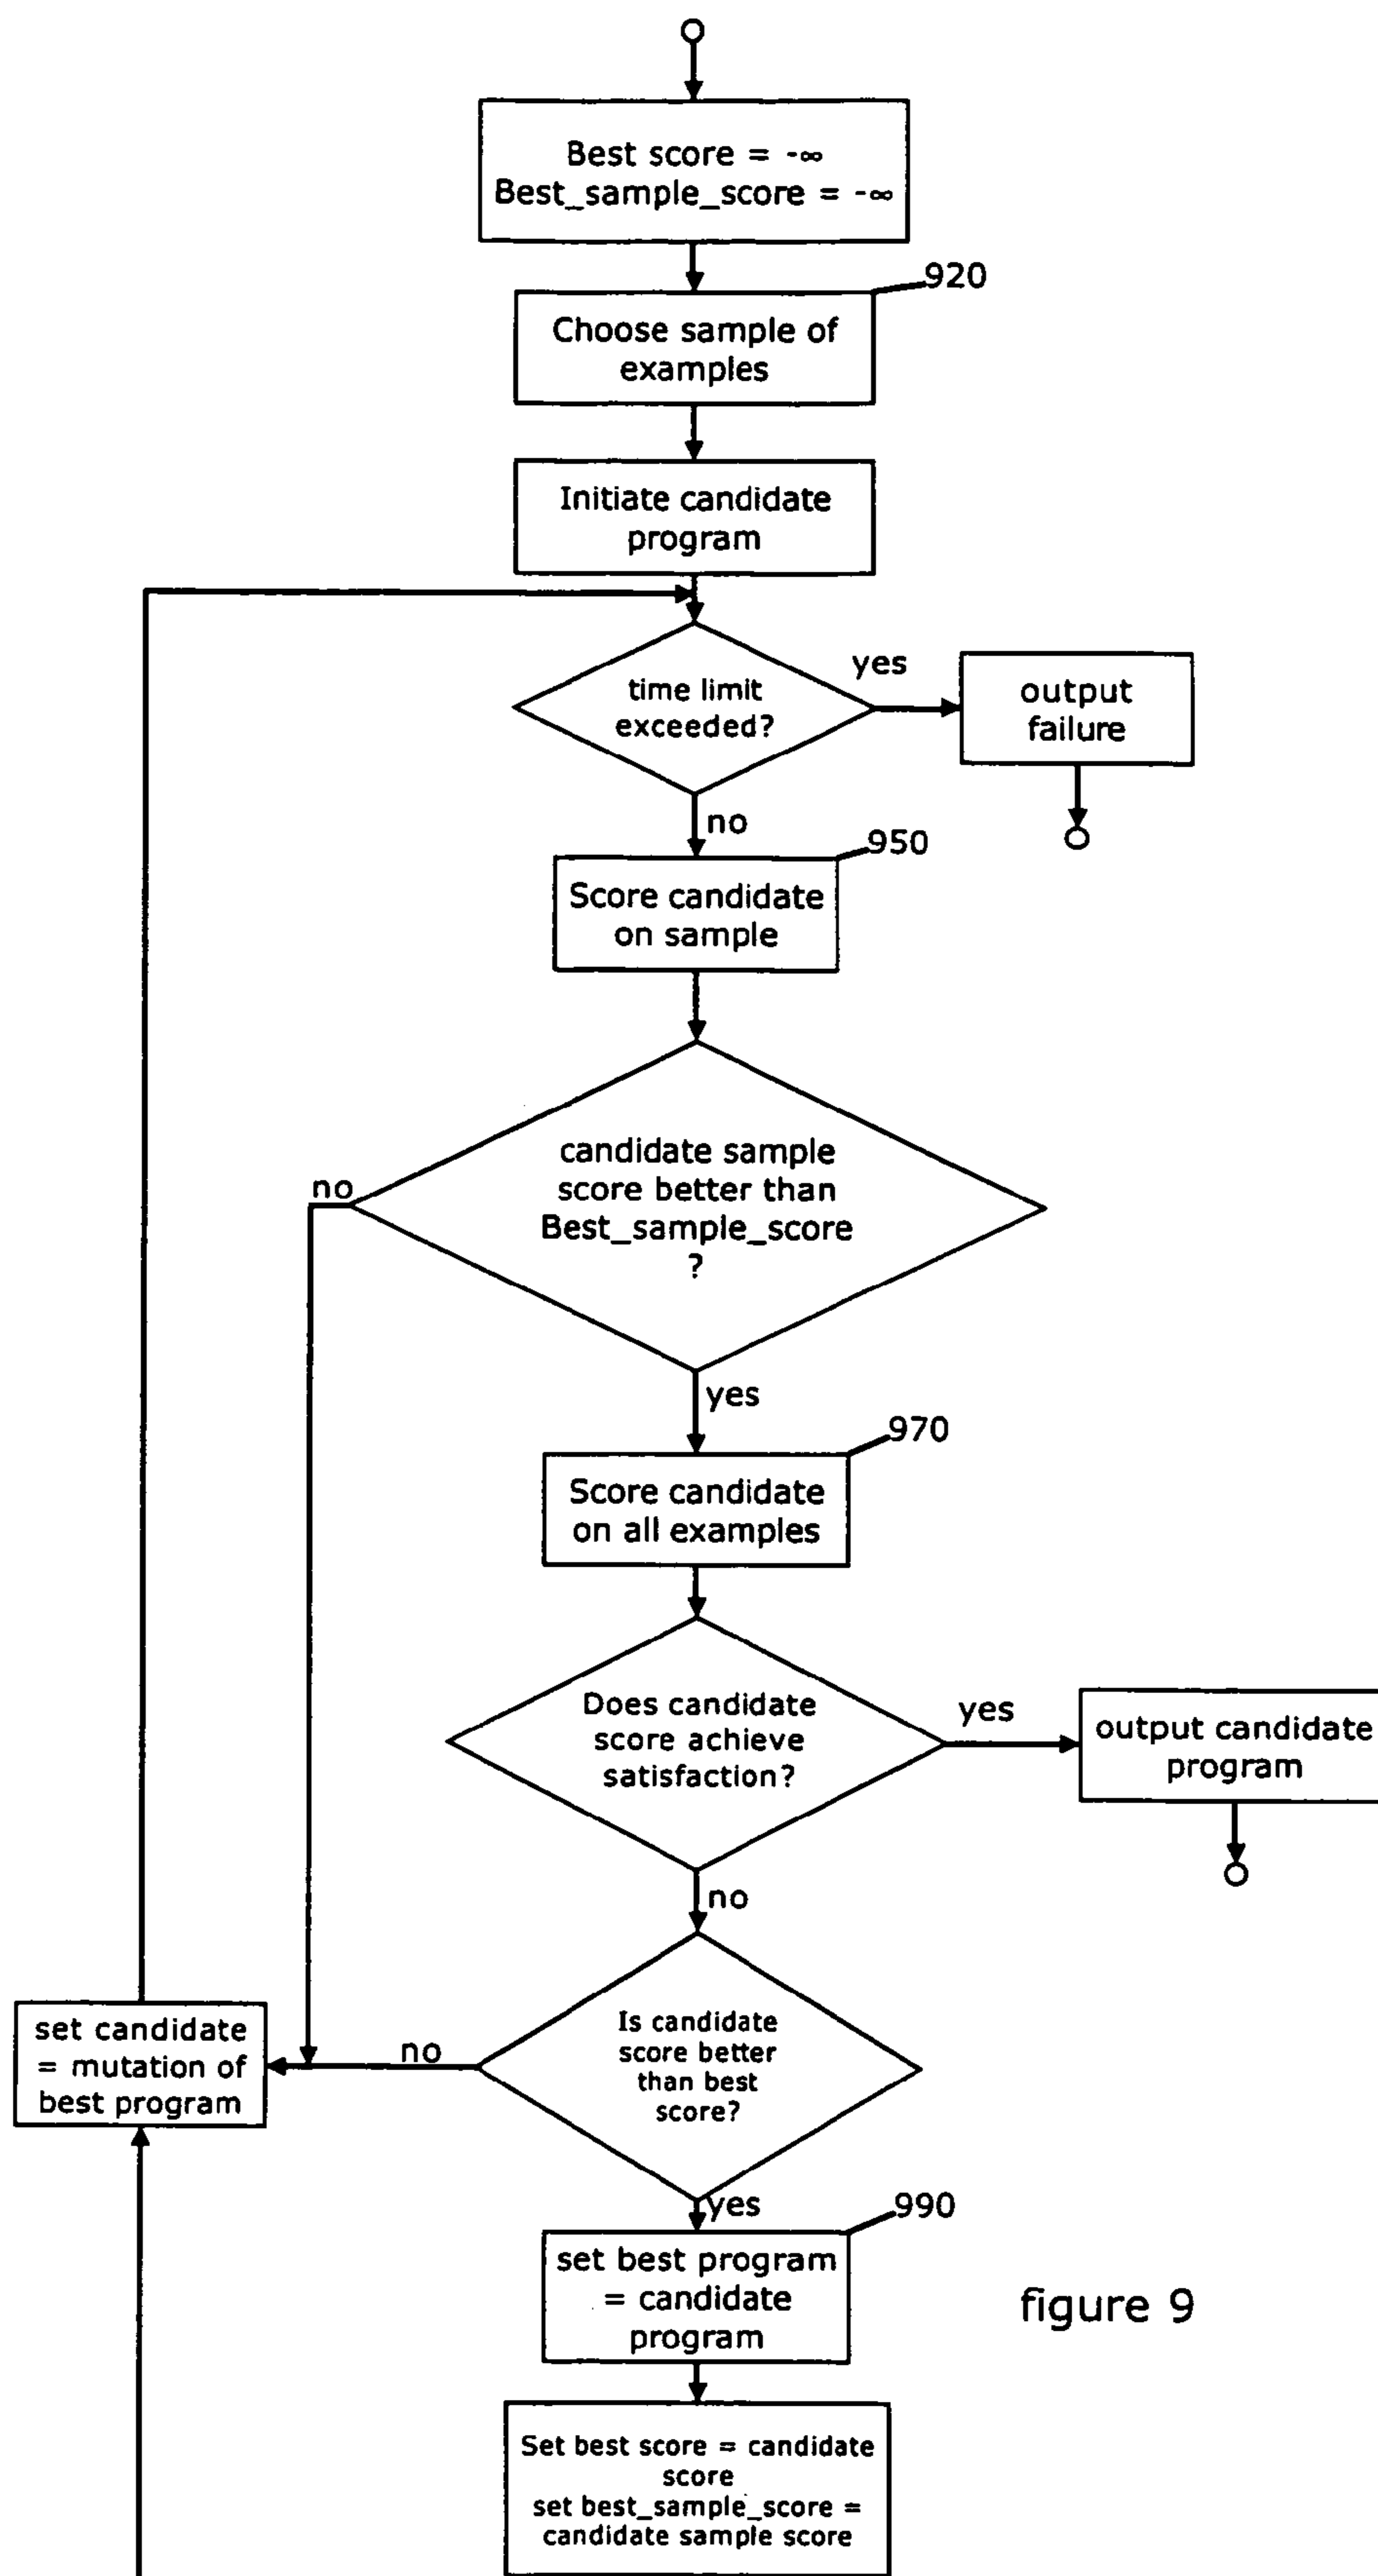 Best score = -∞
Best_sample_score = -∞
920
Choose sample of
examples
Initiate candidate
program
time limit
exceeded?
yes
output
failure
no
950
Score candidate
on sample
candidate sample
score better than
Best_sample_score
?
no
yes
970
Score candidate
on all examples
Does candidate
score achieve
satisfaction?
yes
output candidate
program
no
Is candidate
score better
than best
score?
no
set candidate
= mutation of
best program
yes
990
set best program
= candidate
program
figure 9
Set best score = candidate
score
set best_sample_score =
candidate sample score